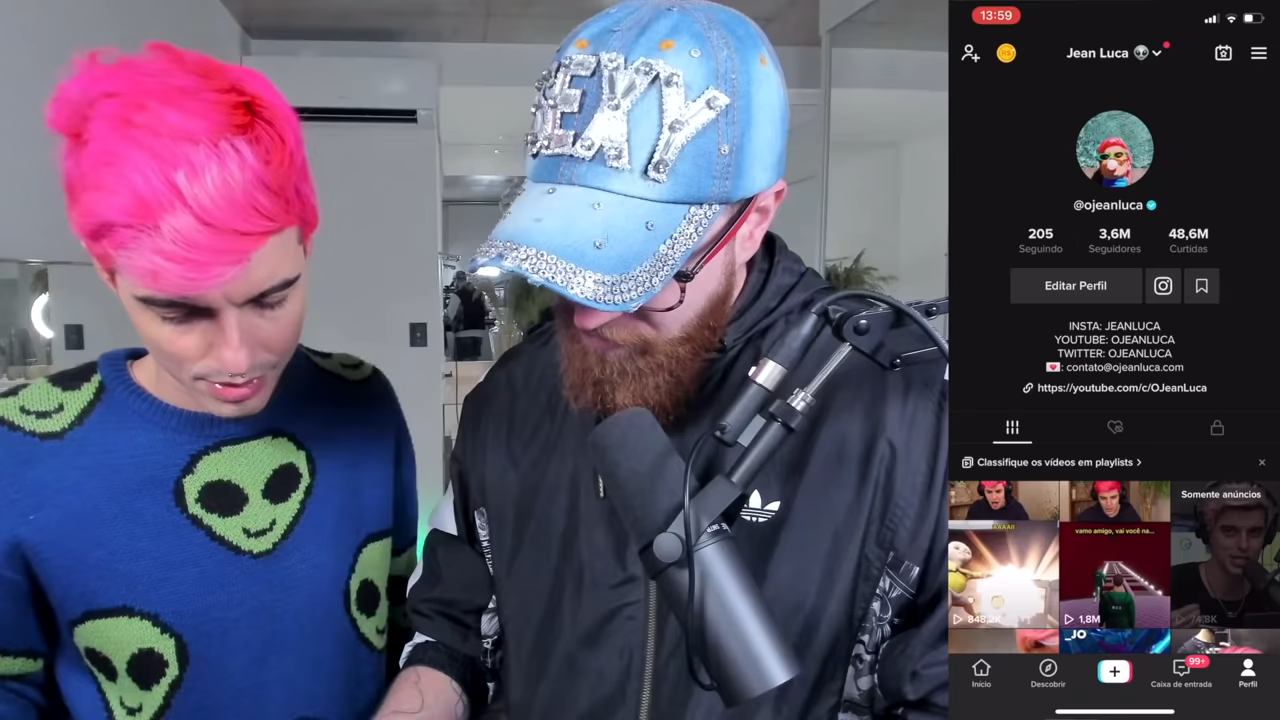 SEXY
13:59
Jean Luca
@ojeanluca
205
3,6M
48,6M
Seguindo
Seguidores
Curtidas
Editar Perfil
INSTA: JEANLUCA
YOUTUBE: OJEANLUCA
TWITTER: OJEANLUCA
: contato@ojeanluca.com
https://youtube.com/c/OJeanLuca
Classifique os vídeos em playlists
Somente anúncios
vamo amigo, vai você na...
1,8M
_JO
Início
Descobrir
99+
Caixa de entrada
Perfil